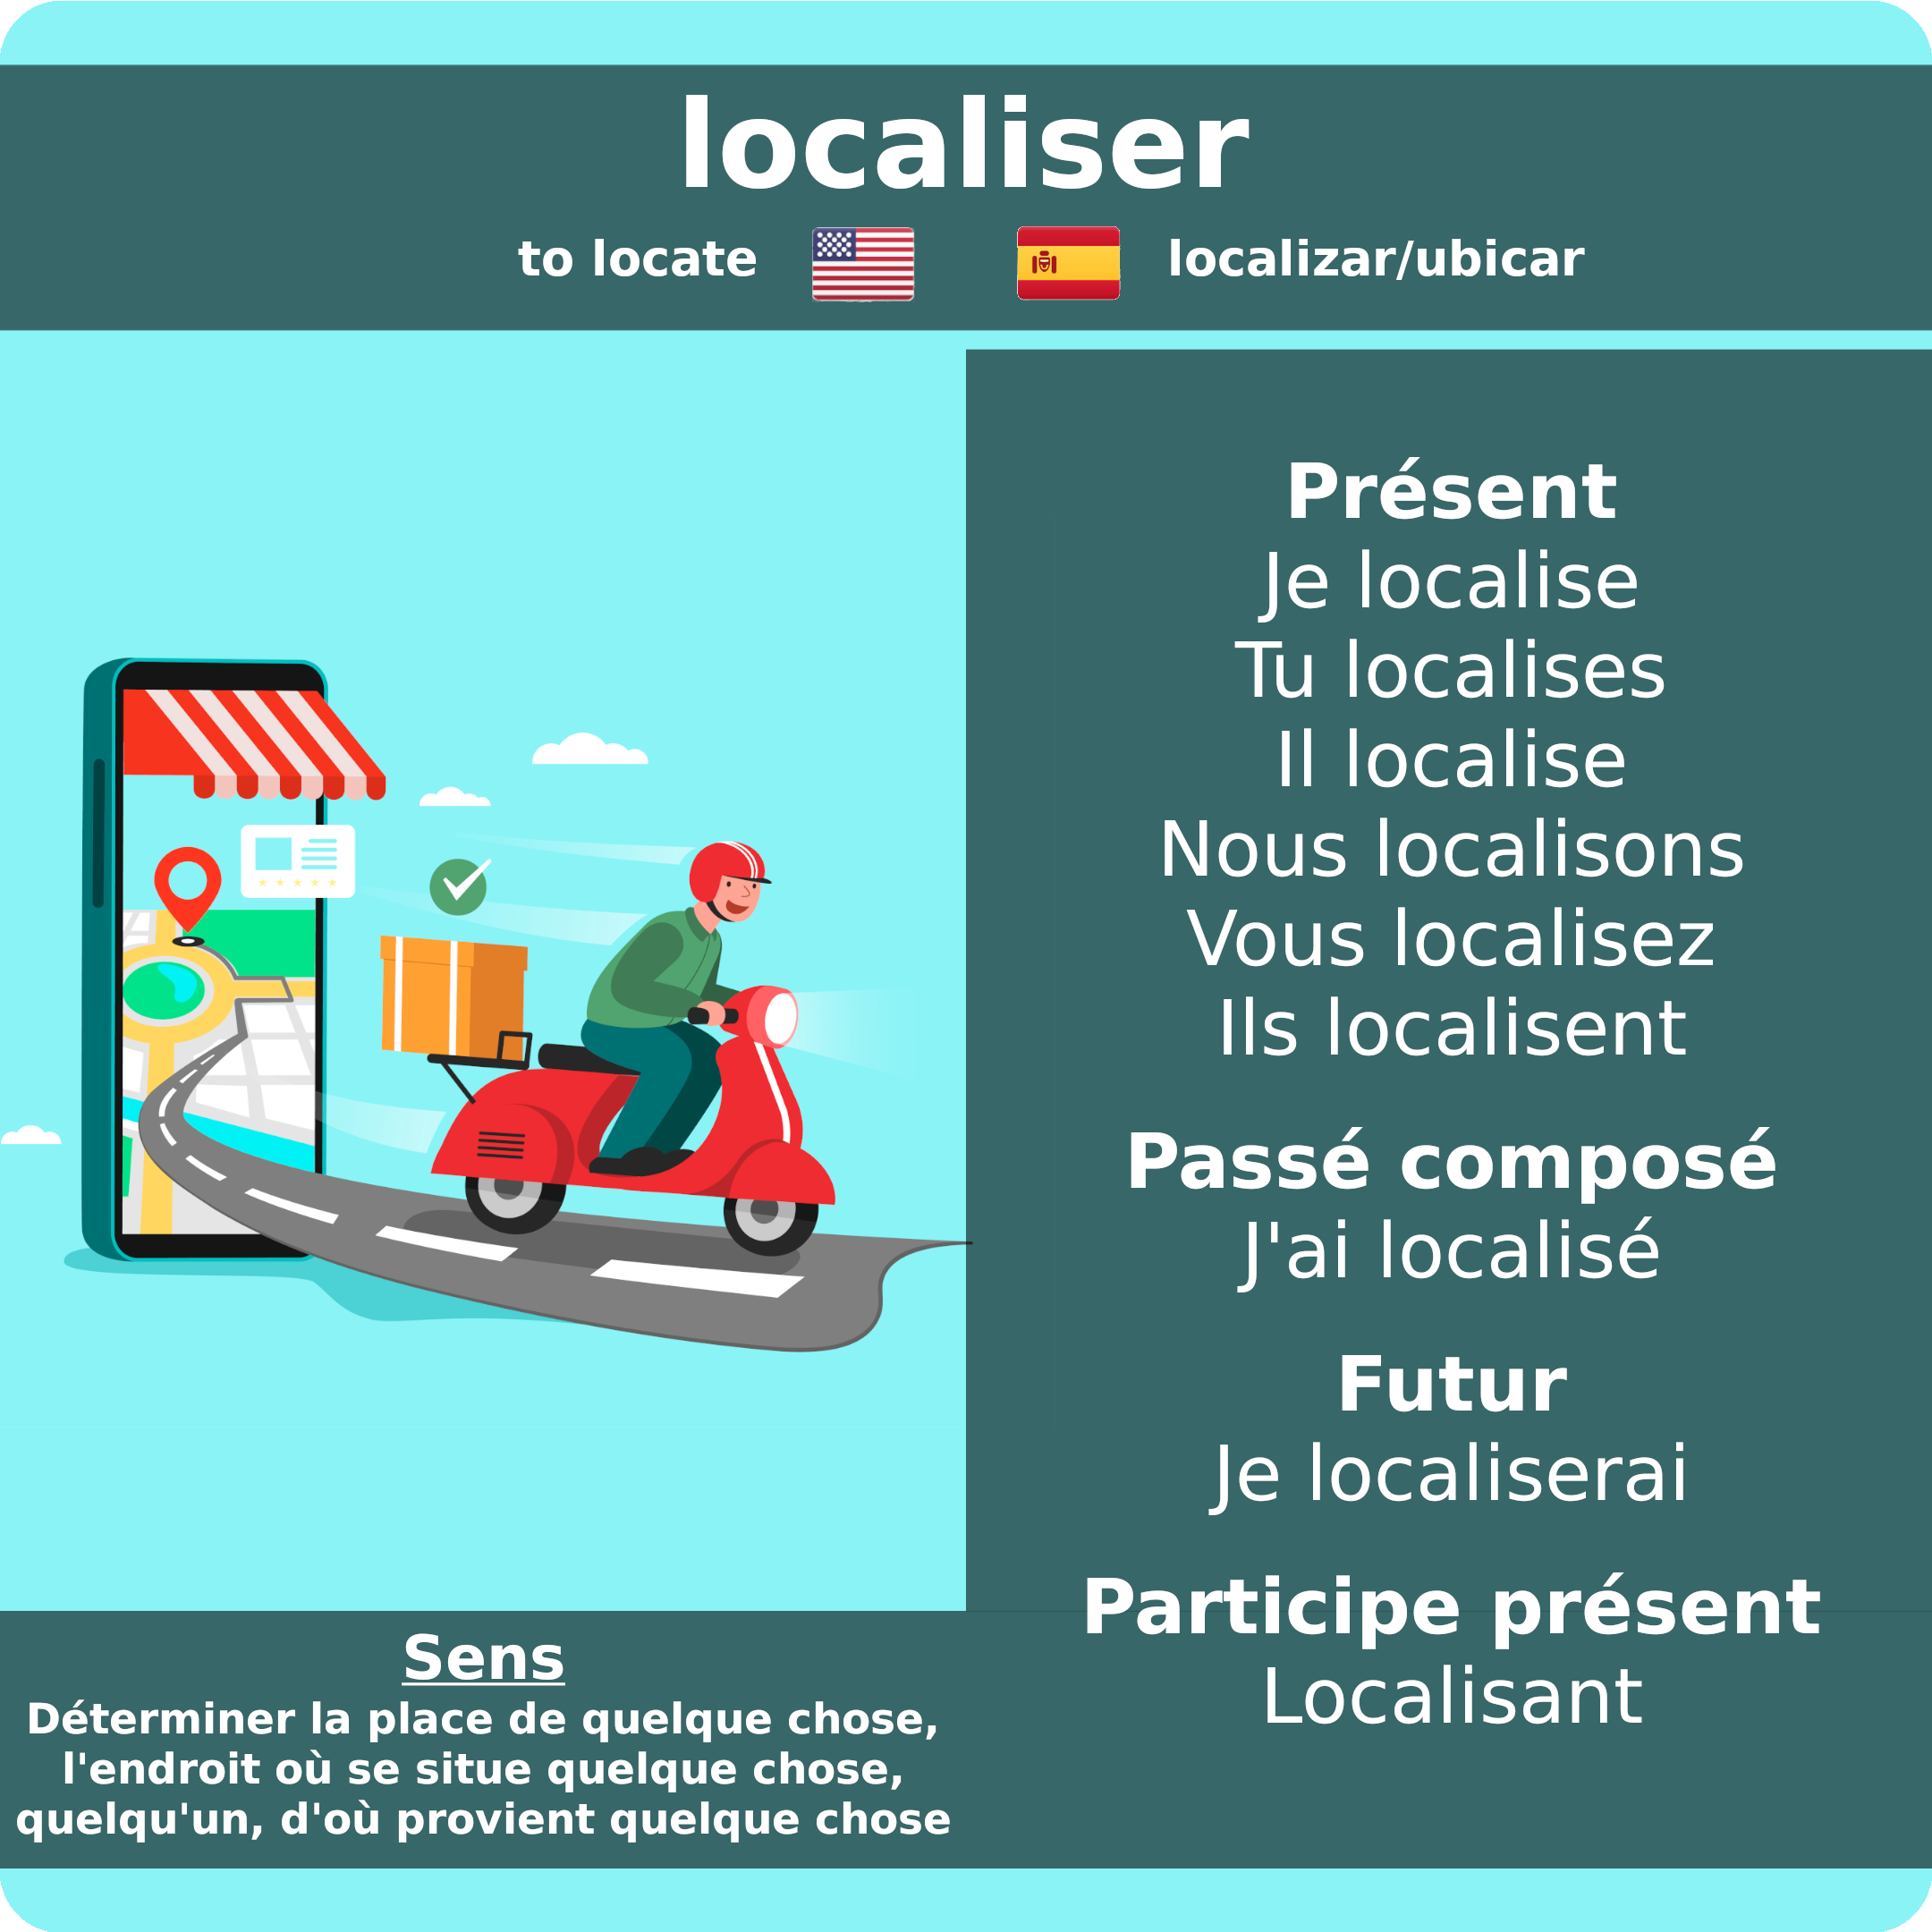 localiser
to locate
localizar/ubicar
Présent
Je localise
Tu localises
Il localise
Nous localisons
Vous localisez
Ils localisent
Passé composé
J'ai localisé
Futur
Je localiserai
Participe présent
Localisant
Sens
Déterminer la place de quelque chose,
l'endroit où se situe quelque chose,
quelqu'un, d'où provient quelque chose